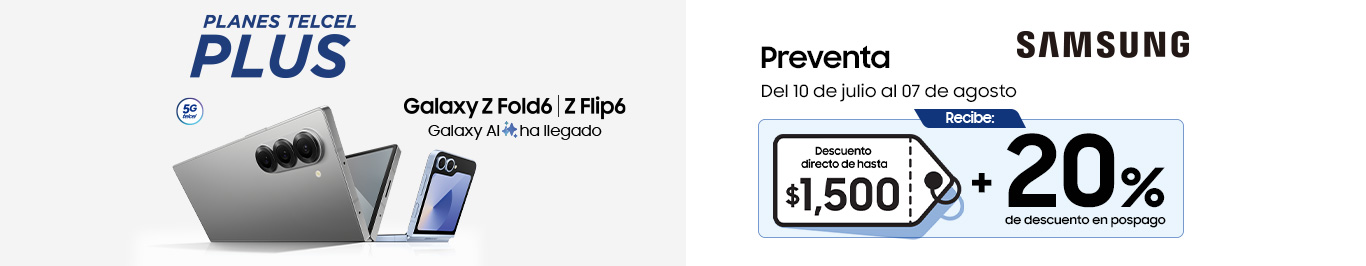 PLANES TELCEL
PLUS
5G
telcel
Galaxy Z Fold6 | Z Flip6
Galaxy AI ha llegado
SAMSUNG
Preventa
Del 10 de julio al 07 de agosto
Recibe:
Descuento
directo de hasta
$1,500
+ 20%
de descuento en pospago